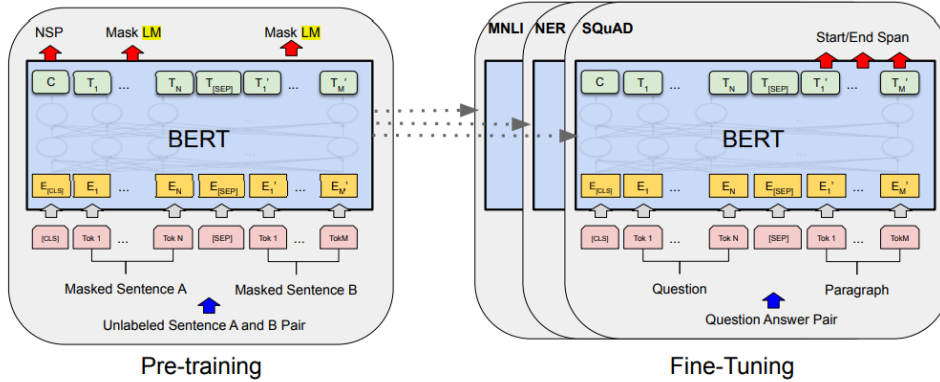 NSP Mask LM Mask LM
C T1 ... TN T[SEP] T1' ... TM'
BERT
E[CLS] E1 ... EN E[SEP] E1' ... EM'
[CLS] Tok 1 ... Tok N [SEP] Tok 1 ... TokM
Masked Sentence A Masked Sentence B
Unlabeled Sentence A and B Pair
Pre-training
MNLI NER SQuAD
Start/End Span
C T1 ... TN T[SEP] T1' ... TM'
BERT
E[CLS] E1 ... EN E[SEP] E1' ... EM'
[CLS] Tok 1 ... Tok N [SEP] Tok 1 ... TokM
Question Paragraph
Question Answer Pair
Fine-Tuning